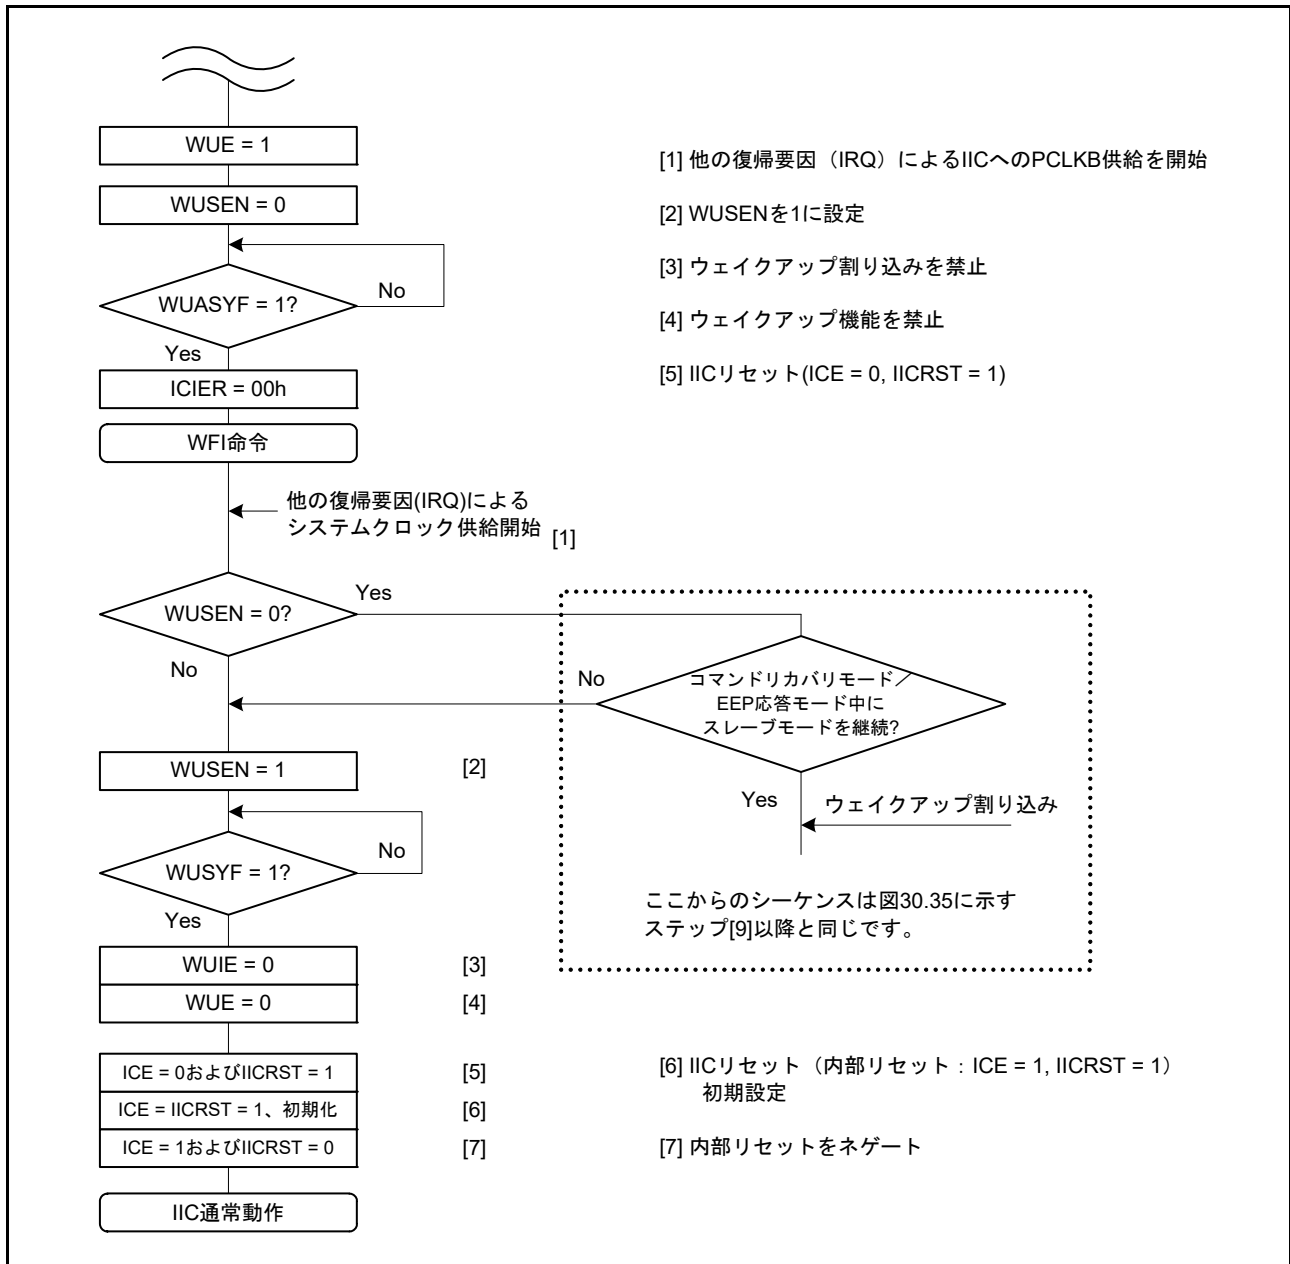 WUE = 1
WUSEN = 0
WUASYF = 1?
No
Yes
ICIER = 00h
WFI命令
他の復帰要因(IRQ)による
システムクロック供給開始
[1]
WUSEN = 0?
Yes
No
コマンドリカバリモード／
EEP応答モード中に
スレーブモードを継続?
No
Yes
ウェイクアップ割り込み
ここからのシーケンスは図30.35に示す
ステップ[9]以降と同じです。
WUSEN = 1
[2]
WUSYF = 1?
No
Yes
WUIE = 0
[3]
WUE = 0
[4]
ICE = 0およびIICRST = 1
[5]
ICE = IICRST = 1、初期化
[6]
ICE = 1およびIICRST = 0
[7]
IIC通常動作
[1] 他の復帰要因（IRQ）によるIICへのPCLKB供給を開始
[2] WUSENを1に設定
[3] ウェイクアップ割り込みを禁止
[4] ウェイクアップ機能を禁止
[5] IICリセット(ICE = 0, IICRST = 1)
[6] IICリセット（内部リセット：ICE = 1, IICRST = 1）
初期設定
[7] 内部リセットをネゲート